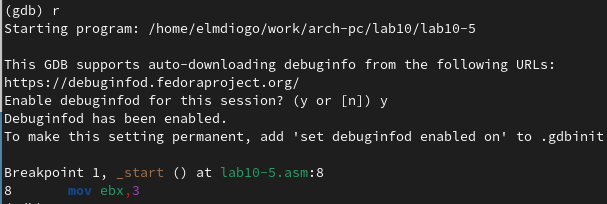 (gdb) r
Starting program: /home/elmdiogo/work/arch-pc/lab10/lab10-5
This GDB supports auto-downloading debuginfo from the following URLs:
https://debuginfod.fedoraproject.org/
Enable debuginfod for this session? (y or [n]) y
Debuginfod has been enabled.
To make this setting permanent, add 'set debuginfod enabled on' to .gdbinit
Breakpoint 1, _start () at lab10-5.asm:8
8 mov ebx,3